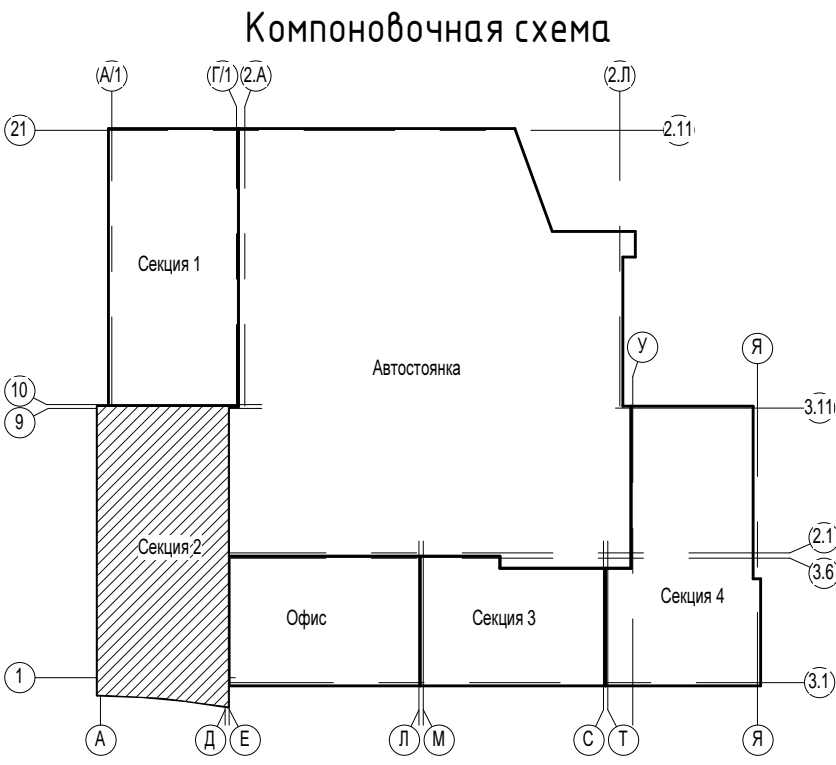 Компоновочная схема
А/1 Г/1 2.А 2.Л
21 2.11
Секция 1
У Я
Автостоянка
10
9 3.11
2.1
Секция 2
3.6
Секция 4
Офис Секция 3
1 3.1
А Д Е Л М С Т Я